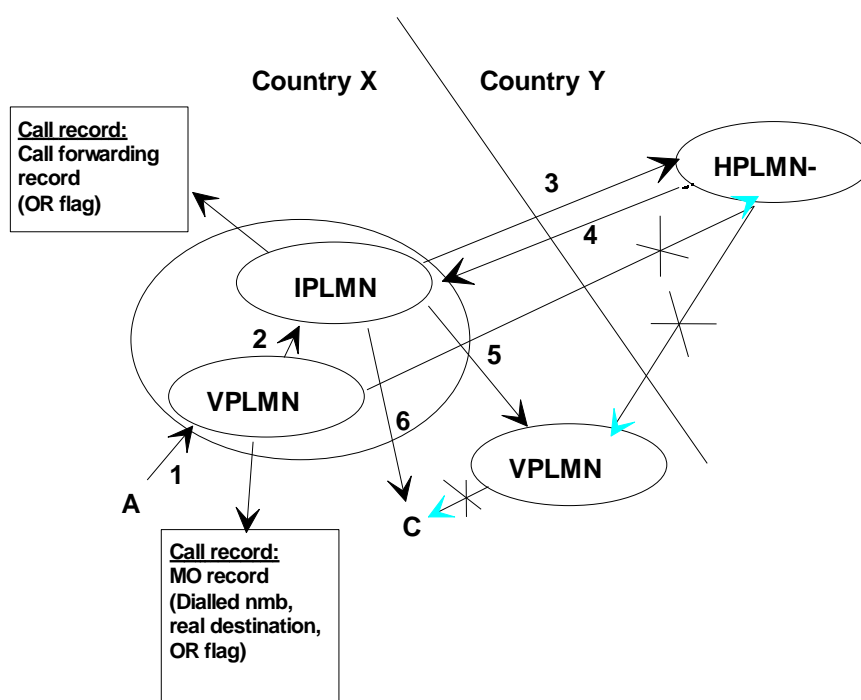 Country X
Country Y
Call record:
Call forwarding
record
(OR flag)
HPLMN-
3
4
IPLMN
2
5
VPLMN
6
VPLMN
1
A
C
Call record:
MO record
(Dialled nmb,
real destination,
OR flag)